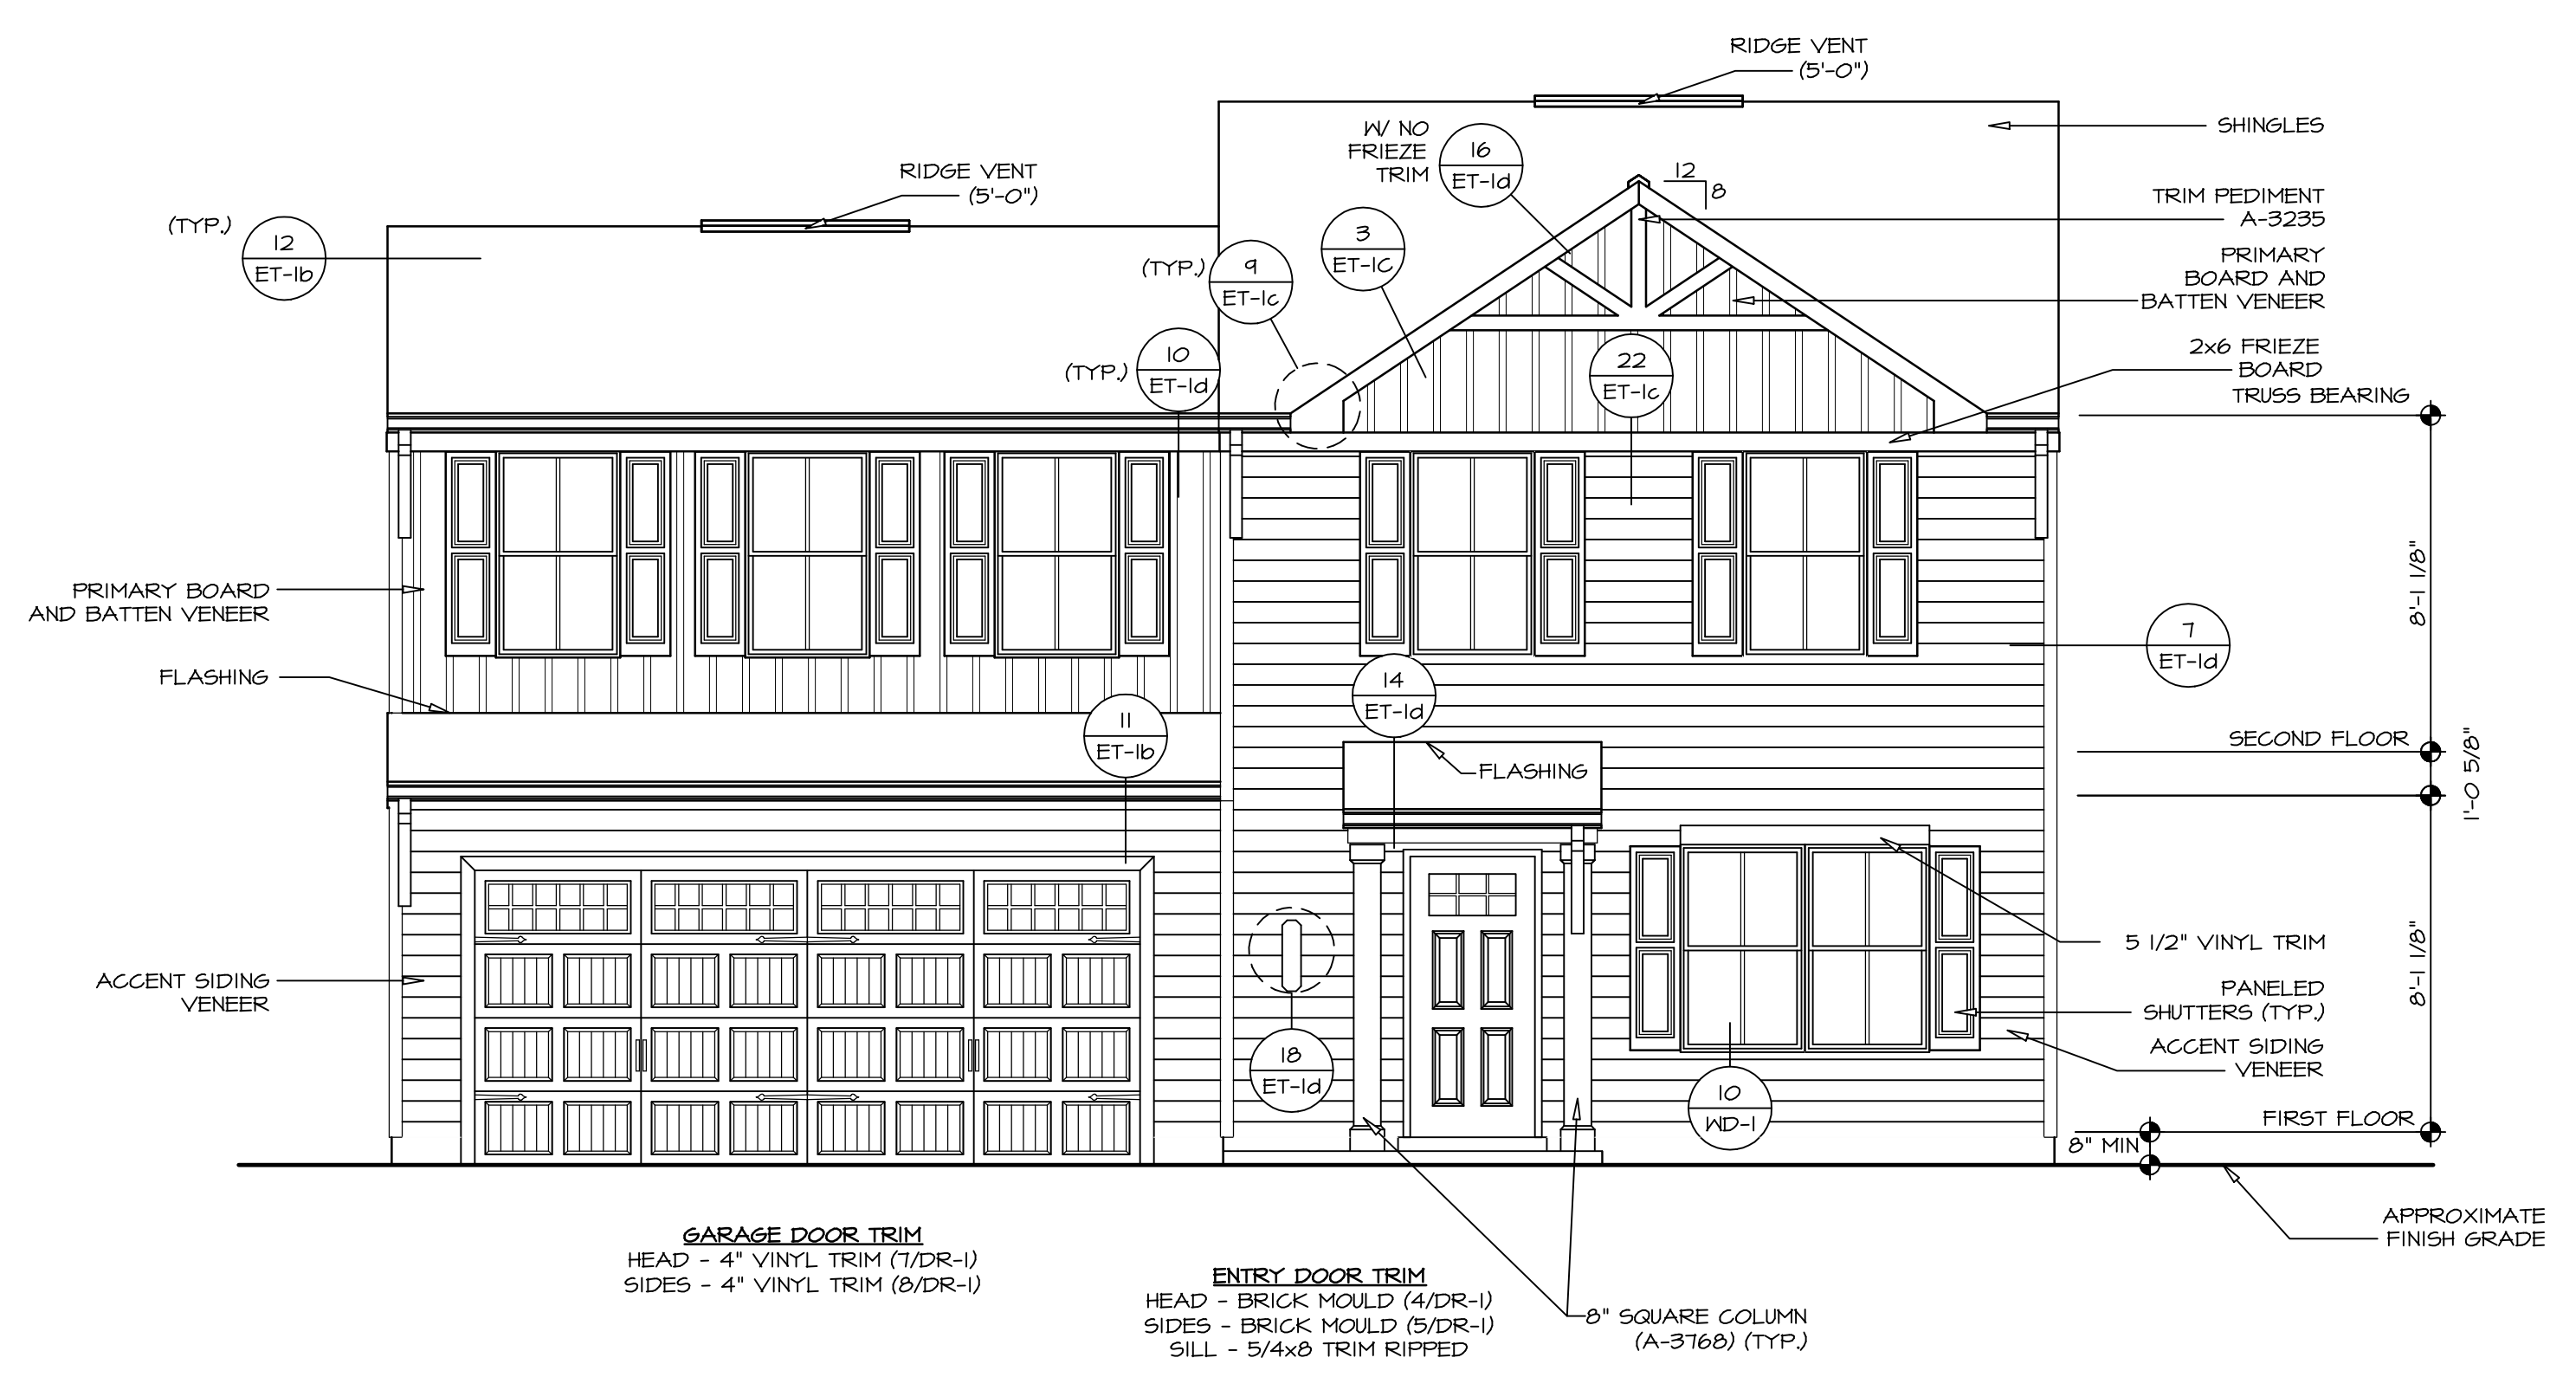 RIDGE VENT
(5'-0")
W/ NO
FRIEZE
TRIM
16
ET-1d
SHINGLES
RIDGE VENT
(5'-0")
12
8
TRIM PEDIMENT
A-3235
(TYP.)
12
ET-1b
3
ET-1C
(TYP.)
9
ET-1c
PRIMARY
BOARD AND
BATTEN VENEER
(TYP.)
10
ET-1d
22
ET-1c
2x6 FRIEZE
BOARD
TRUSS BEARING
PRIMARY BOARD
AND BATTEN VENEER
8'-1 1/8"
7
ET-1d
FLASHING
14
ET-1d
11
ET-1b
SECOND FLOOR
1'-0 5/8"
FLASHING
5 1/2" VINYL TRIM
8'-1 1/8"
ACCENT SIDING
VENEER
PANELED
SHUTTERS (TYP.)
ACCENT SIDING
VENEER
18
ET-1d
10
WD-1
FIRST FLOOR
8" MIN
APPROXIMATE
FINISH GRADE
GARAGE DOOR TRIM
HEAD - 4" VINYL TRIM (7/DR-1)
SIDES - 4" VINYL TRIM (8/DR-1)
ENTRY DOOR TRIM
HEAD - BRICK MOULD (4/DR-1)
SIDES - BRICK MOULD (5/DR-1)
SILL - 5/4x8 TRIM RIPPED
8" SQUARE COLUMN
(A-3768) (TYP.)